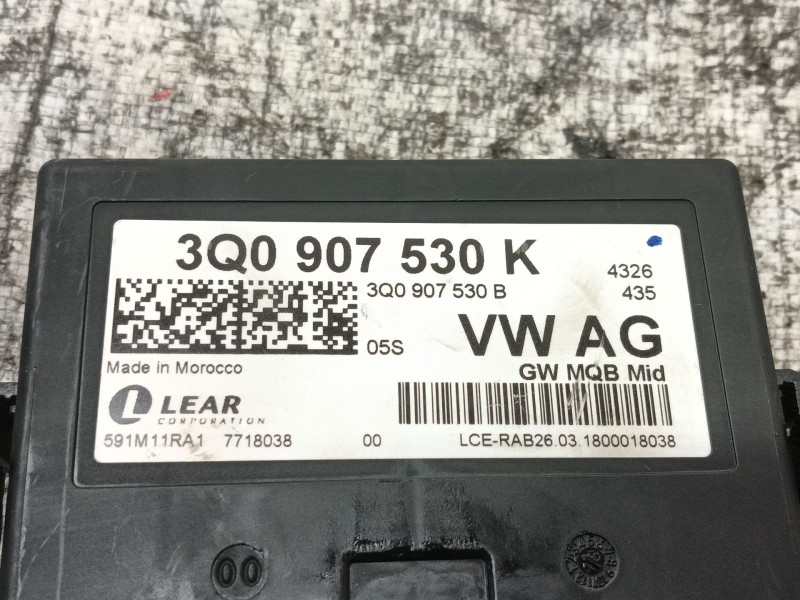 3Q0 907 530 K
4326
3Q0 907 530 B
435
05S
VW AG
Made in Morocco
GW MQB Mid
LEAR
CORPORATION
591M11RA1 7718038 00 LCE-RAB26.03.1800018038
00